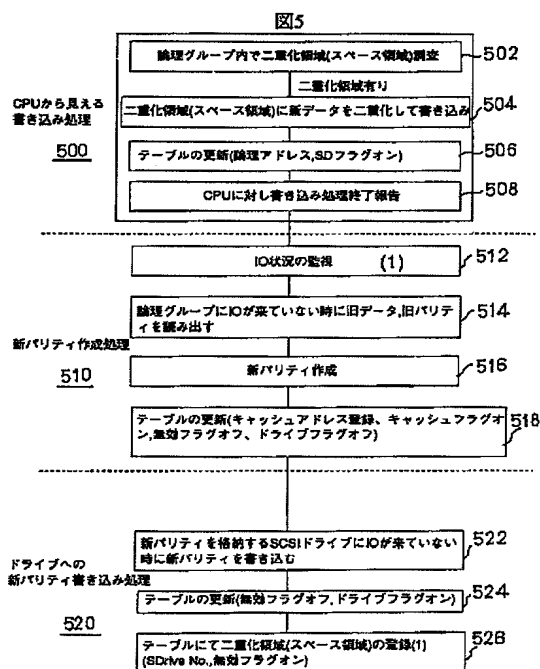 図5
論理グループ内で二重化領域(スペース領域)調査
502
二重化領域有り
CPUから見える
書き込み処理
500
二重化領域(スペース領域)に新データを二重化して書き込み
504
テーブルの更新(論理アドレス,SDフラグオン)
506
CPUに対し書き込み処理終了報告
508
IO状況の監視 (1)
512
論理グループにIOが来ていない時に旧データ,旧パリティを読み出す
514
新パリティ作成処理
510
新パリティ作成
516
テーブルの更新(キャッシュアドレス登録、キャッシュフラグオン,無効フラグオフ、ドライブフラグオフ)
518
新パリティを格納するSCSIドライブにIOが来ていない時に新パリティを書き込む
522
ドライブへの
新パリティ書き込み処理
520
テーブルの更新(無効フラグオフ,ドライブフラグオン)
524
テーブルにて二重化領域(スペース領域)の登録(1)
(SDrive No.,無効フラグオン)
526